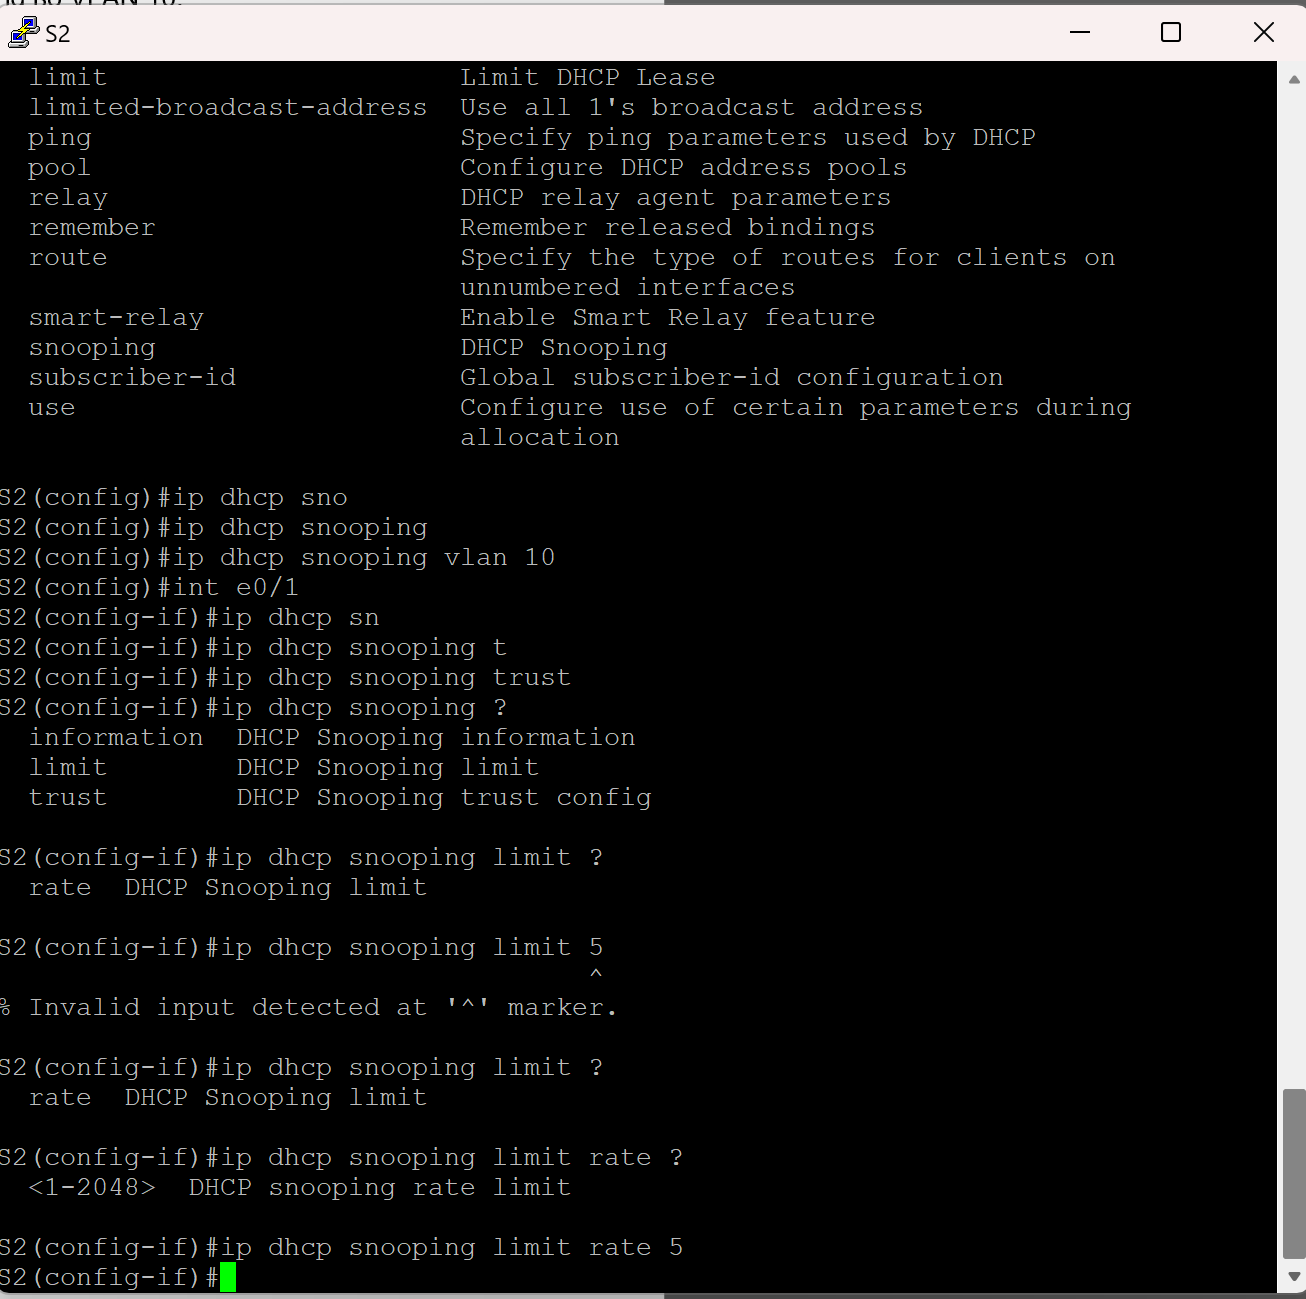 S2
limit Limit DHCP Lease
limited-broadcast-address Use all 1's broadcast address
ping Specify ping parameters used by DHCP
pool Configure DHCP address pools
relay DHCP relay agent parameters
remember Remember released bindings
route Specify the type of routes for clients on
unnumbered interfaces
smart-relay Enable Smart Relay feature
snooping DHCP Snooping
subscriber-id Global subscriber-id configuration
use Configure use of certain parameters during
allocation
S2(config)#ip dhcp sno
S2(config)#ip dhcp snooping
S2(config)#ip dhcp snooping vlan 10
S2(config)#int e0/1
S2(config-if)#ip dhcp sn
S2(config-if)#ip dhcp snooping t
S2(config-if)#ip dhcp snooping trust
S2(config-if)#ip dhcp snooping ?
information DHCP Snooping information
limit DHCP Snooping limit
trust DHCP Snooping trust config
S2(config-if)#ip dhcp snooping limit ?
rate DHCP Snooping limit
S2(config-if)#ip dhcp snooping limit 5
^
% Invalid input detected at '^' marker.
S2(config-if)#ip dhcp snooping limit ?
rate DHCP Snooping limit
S2(config-if)#ip dhcp snooping limit rate ?
<1-2048> DHCP snooping rate limit
S2(config-if)#ip dhcp snooping limit rate 5
S2(config-if)#